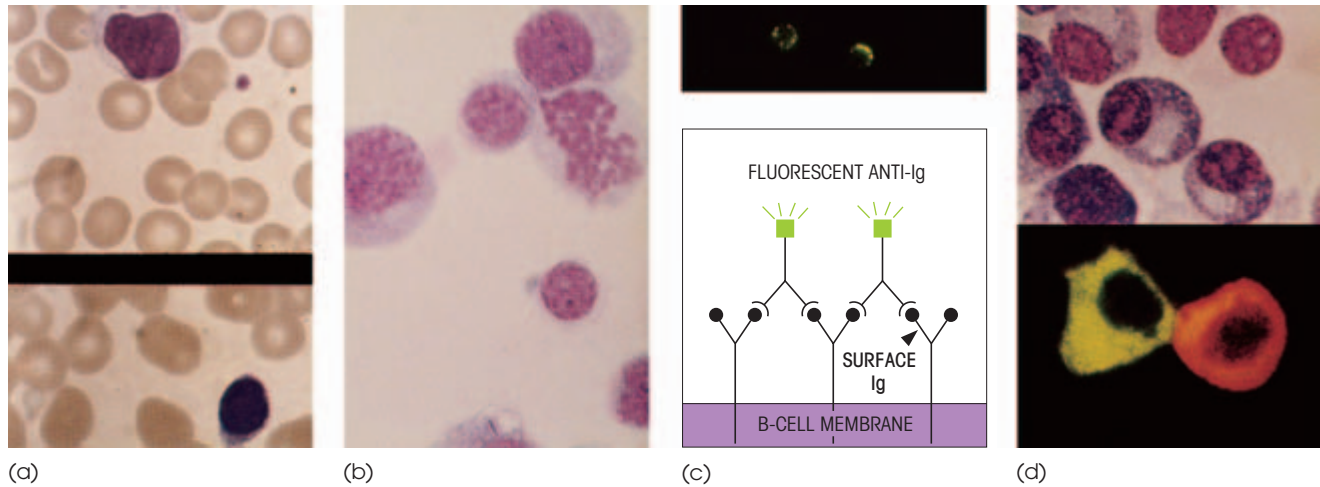 FLUORESCENT ANTI-Ig
SURFACE
Ig
B-CELL MEMBRANE
(a)
(b)
(c)
(d)